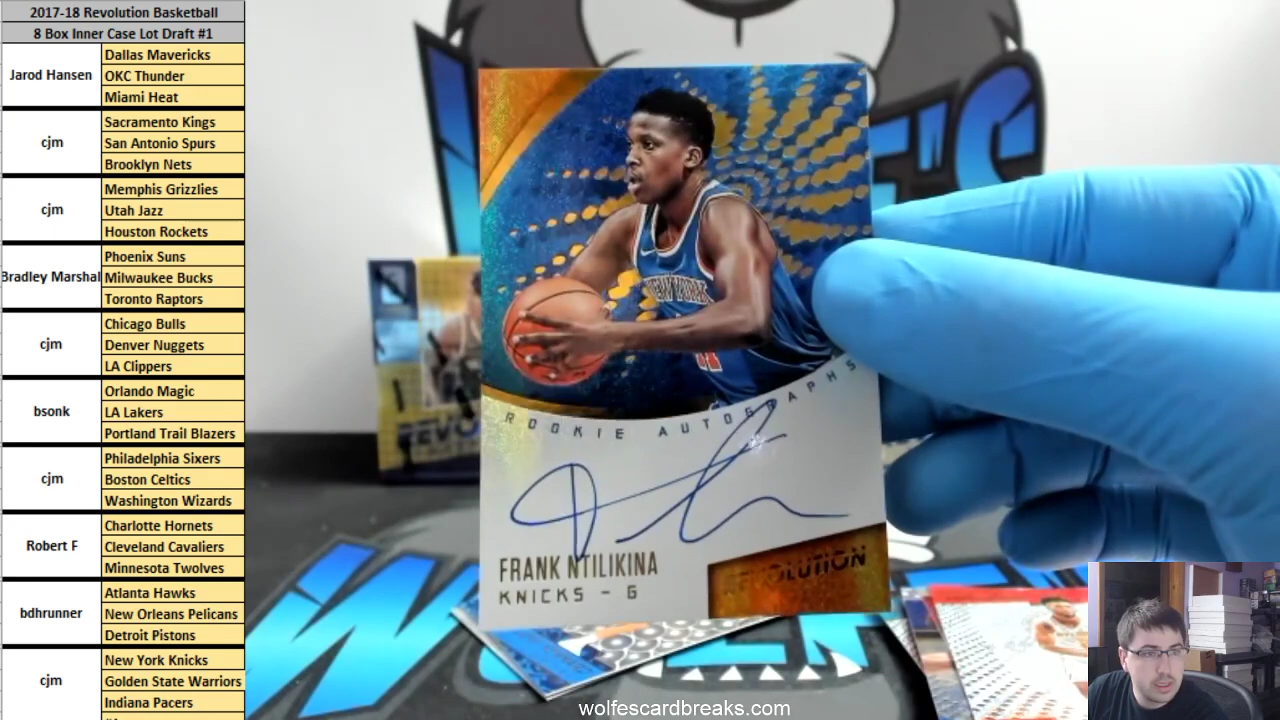 2017-18 Revolution Basketball
8 Box Inner Case Lot Draft #1
Jarod Hansen
Dallas Mavericks
OKC Thunder
Miami Heat
cjm
Sacramento Kings
San Antonio Spurs
Brooklyn Nets
cjm
Memphis Grizzlies
Utah Jazz
Houston Rockets
Bradley Marshal
Phoenix Suns
Milwaukee Bucks
Toronto Raptors
cjm
Chicago Bulls
Denver Nuggets
LA Clippers
bsonk
Orlando Magic
LA Lakers
Portland Trail Blazers
cjm
Philadelphia Sixers
Boston Celtics
Washington Wizards
Robert F
Charlotte Hornets
Cleveland Cavaliers
Minnesota Twolves
bdhrunner
Atlanta Hawks
New Orleans Pelicans
Detroit Pistons
cjm
New York Knicks
Golden State Warriors
Indiana Pacers
NEW YORK
ROOKIE AUTOGRAPHS
FRANK NTILIKINA
KNICKS - G
REVOLUTION
wolfescardbreaks.com